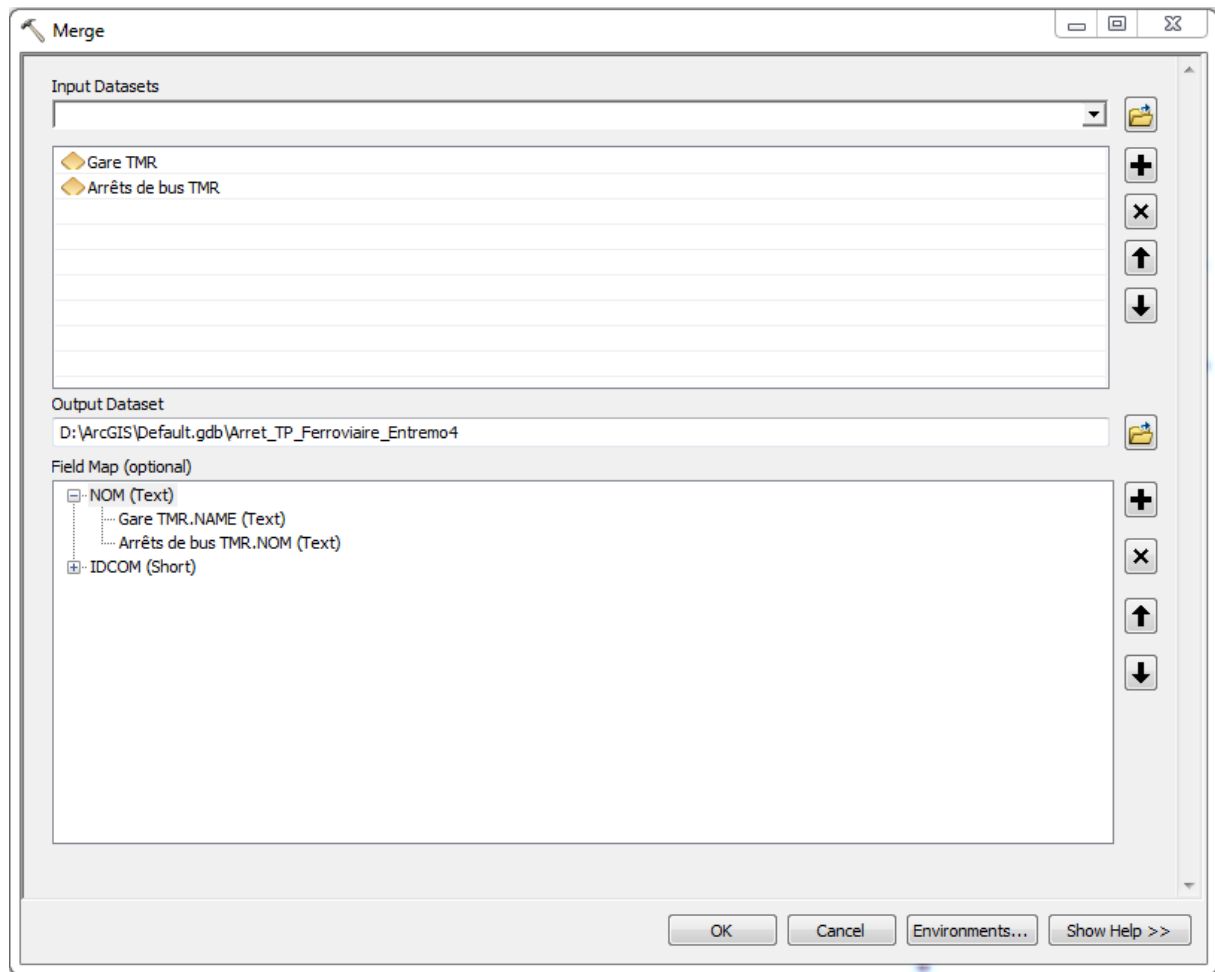 Merge
Input Datasets
Gare TMR
Arrêts de bus TMR
Output Dataset
D:\ArcGIS\Default.gdb\Arret_TP_Ferroviaire_Entremo4
Field Map (optional)
NOM (Text)
Gare TMR.NAME (Text)
Arrêts de bus TMR.NOM (Text)
IDCOM (Short)
OK Cancel Environments... Show Help >>